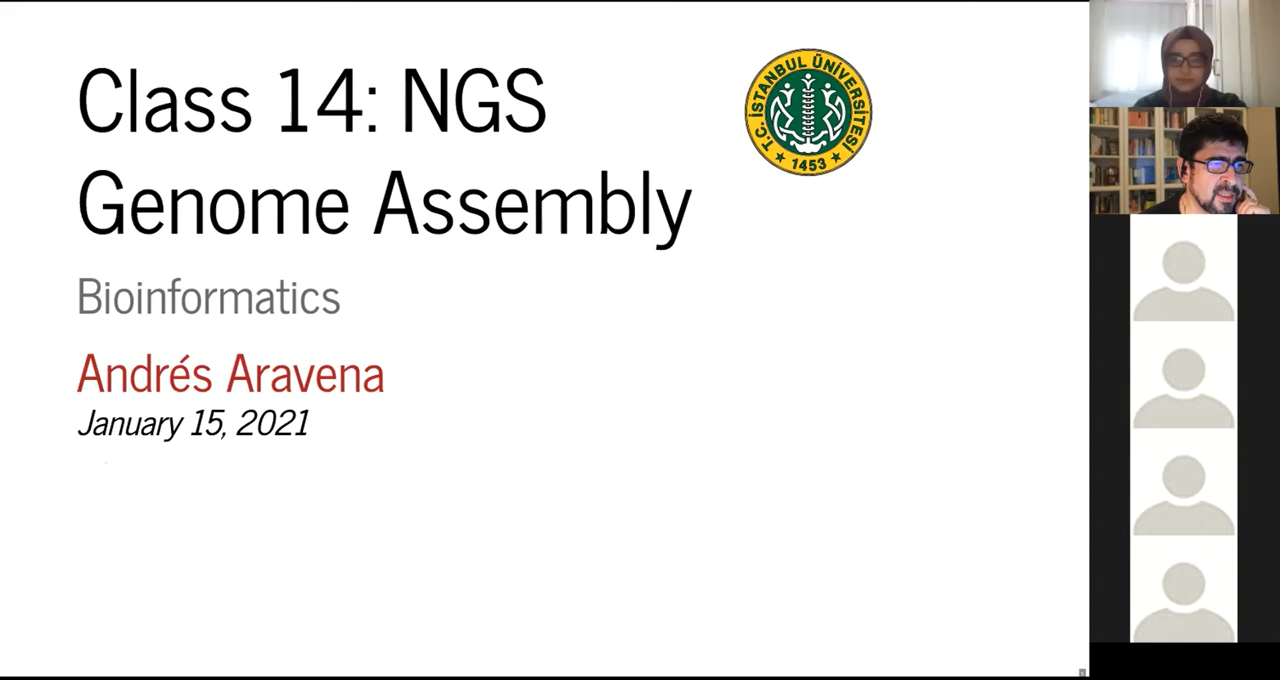 Class 14: NGS
Genome Assembly
Bioinformatics
Andrés Aravena
January 15, 2021
T.C. İSTANBUL ÜNİVERSİTESİ
1453